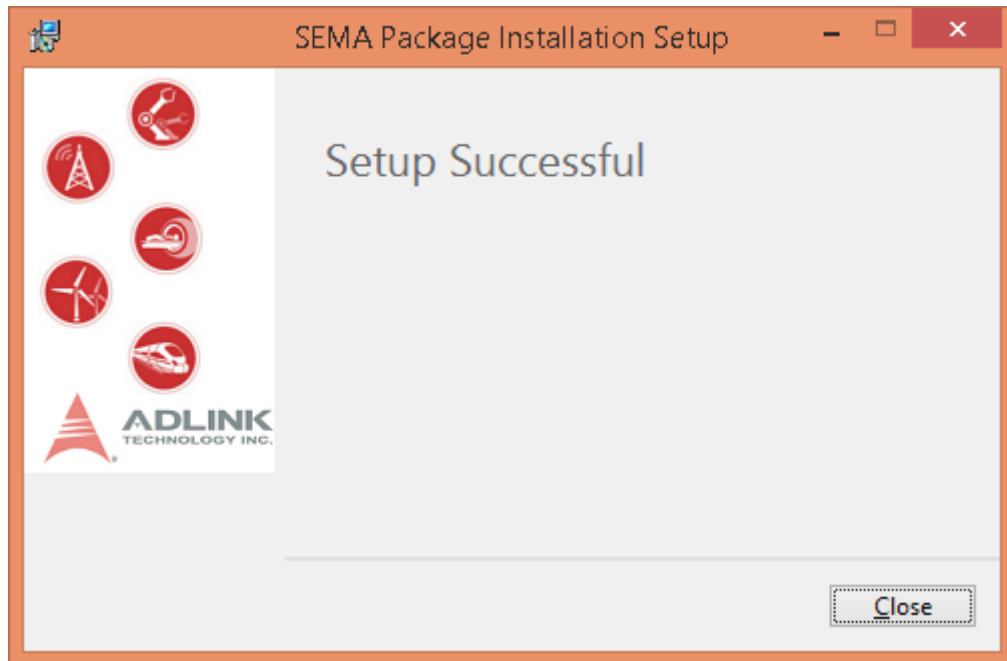 SEMA Package Installation Setup
Setup Successful
ADLINK
TECHNOLOGY INC.
Close